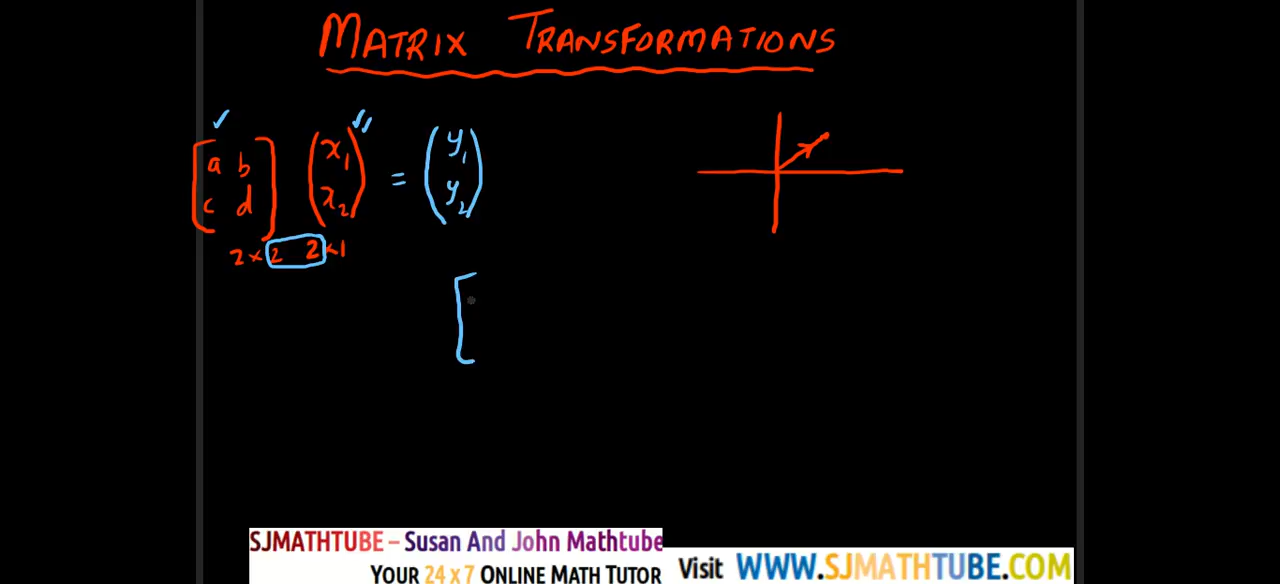 MATRIX TRANSFORMATIONS
[a b
c d] (x₁
x₂) = (y₁
y₂)
2×2 2×1
[
SJMATHTUBE – Susan And John Mathtube
YOUR 24 x 7 ONLINE MATH TUTOR
Visit WWW.SJMATHTUBE.COM